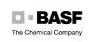 BASF
The Chemical Company